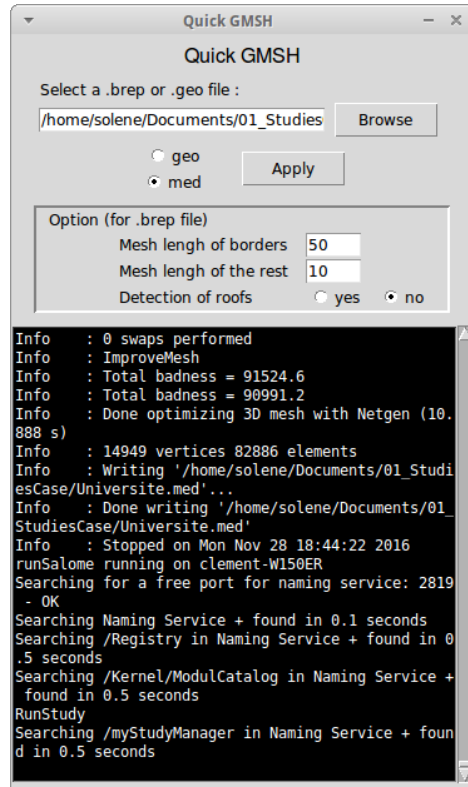 Quick GMSH
Quick GMSH
Select a .brep or .geo file :
/home/solene/Documents/01_Studies
Browse
geo
med
Apply
Option (for .brep file)
Mesh lengh of borders 50
Mesh lengh of the rest 10
Detection of roofs yes no
Info    : 0 swaps performed
Info    : ImproveMesh
Info    : Total badness = 91524.6
Info    : Total badness = 90991.2
Info    : Done optimizing 3D mesh with Netgen (10.
888 s)
Info    : 14949 vertices 82886 elements
Info    : Writing '/home/solene/Documents/01_Studi
esCase/Universite.med'...
Info    : Done writing '/home/solene/Documents/01_
StudiesCase/Universite.med'
Info    : Stopped on Mon Nov 28 18:44:22 2016
runSalome running on clement-W150ER
Searching for a free port for naming service: 2819
 - OK
Searching Naming Service + found in 0.1 seconds
Searching /Registry in Naming Service + found in 0
.5 seconds
Searching /Kernel/ModulCatalog in Naming Service +
 found in 0.5 seconds
RunStudy
Searching /myStudyManager in Naming Service + foun
d in 0.5 seconds